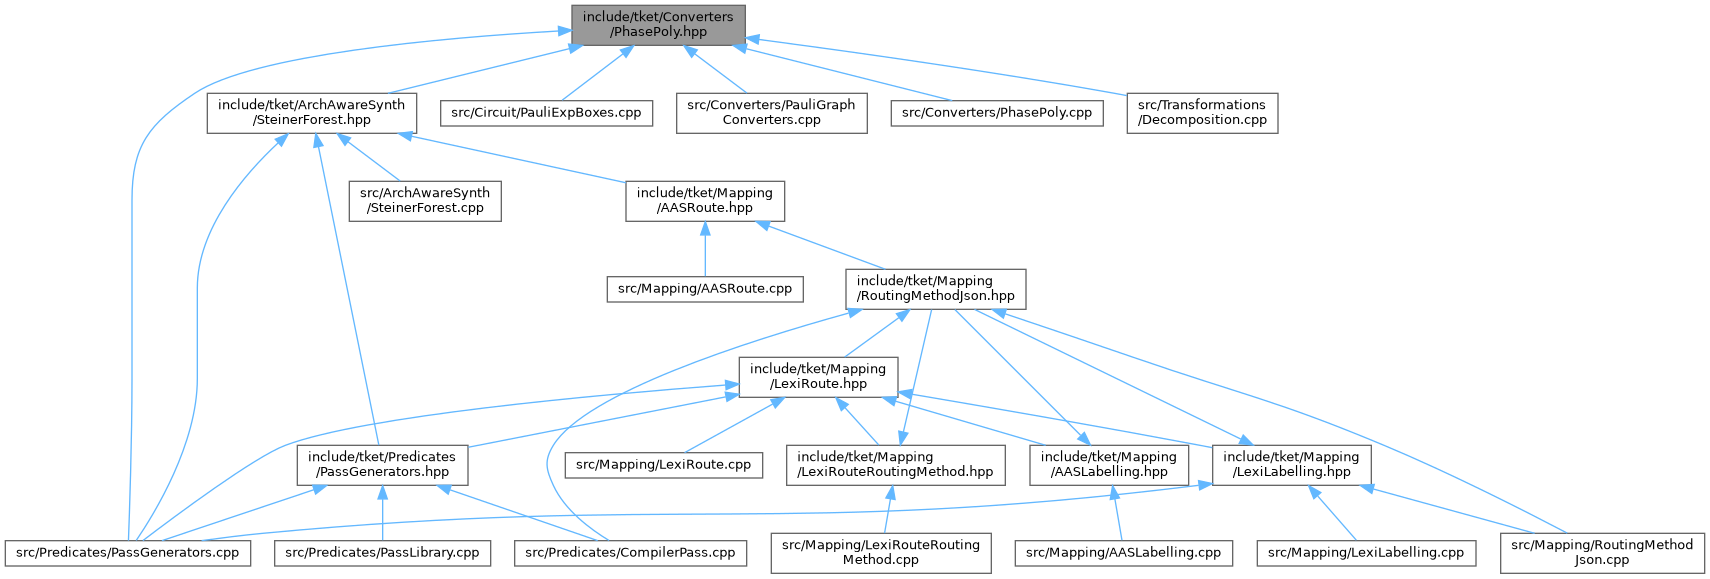 include/tket/Converters
/PhasePoly.hpp
include/tket/ArchAwareSynth
/SteinerForest.hpp
src/Circuit/PauliExpBoxes.cpp
src/Converters/PauliGraph
Converters.cpp
src/Converters/PhasePoly.cpp
src/Transformations
/Decomposition.cpp
src/ArchAwareSynth
/SteinerForest.cpp
include/tket/Mapping
/AASRoute.hpp
src/Mapping/AASRoute.cpp
include/tket/Mapping
/RoutingMethodJson.hpp
include/tket/Mapping
/LexiRoute.hpp
include/tket/Predicates
/PassGenerators.hpp
src/Mapping/LexiRoute.cpp
include/tket/Mapping
/LexiRouteRoutingMethod.hpp
include/tket/Mapping
/AASLabelling.hpp
include/tket/Mapping
/LexiLabelling.hpp
src/Predicates/PassGenerators.cpp
src/Predicates/PassLibrary.cpp
src/Predicates/CompilerPass.cpp
src/Mapping/LexiRouteRouting
Method.cpp
src/Mapping/AASLabelling.cpp
src/Mapping/LexiLabelling.cpp
src/Mapping/RoutingMethod
Json.cpp